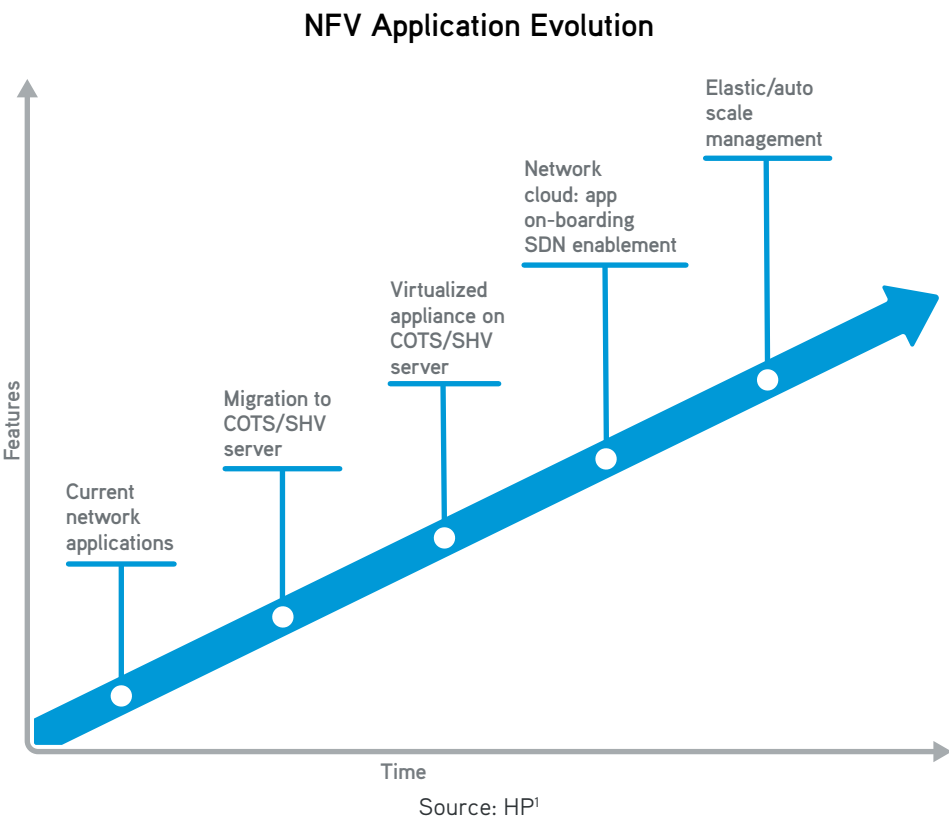 NFV Application Evolution
Elastic/auto
scale
management
Network
cloud: app
on-boarding
SDN enablement
Virtualized
appliance on
COTS/SHV
server
Migration to
COTS/SHV
server
Current
network
applications
Features
Time
Source: HP¹